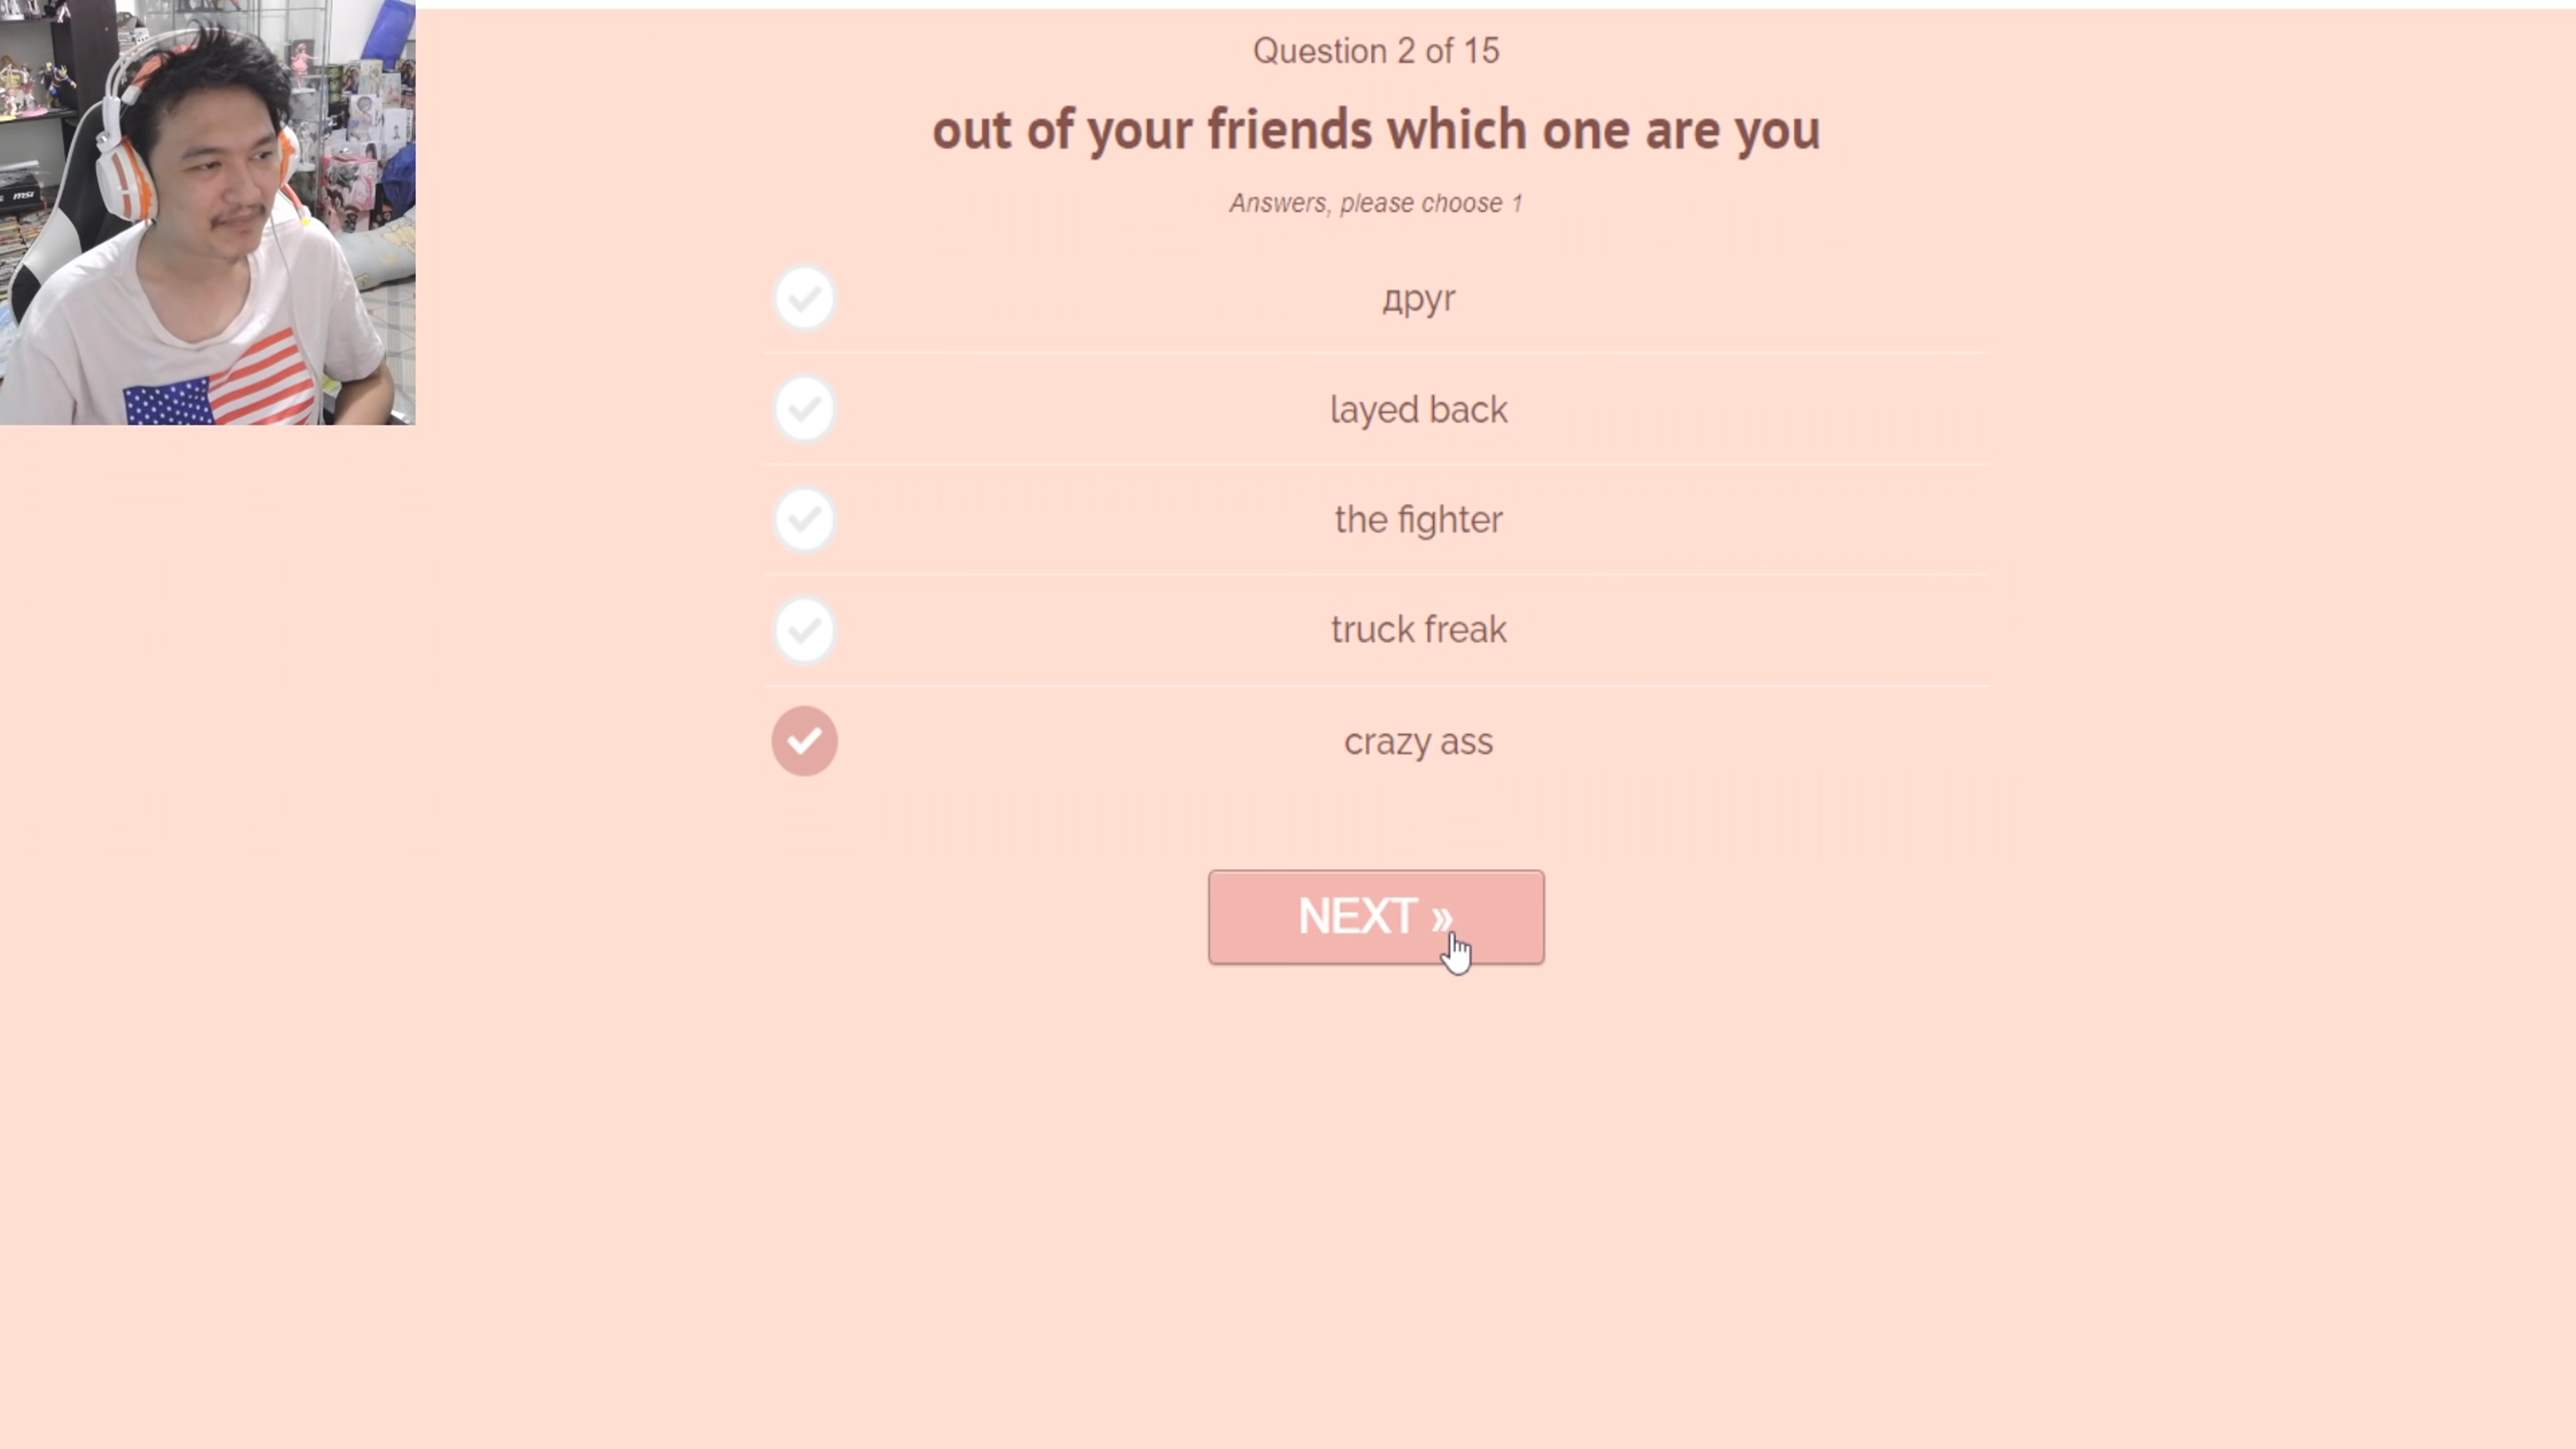 msi
Question 2 of 15
out of your friends which one are you
Answers, please choose 1
друг
layed back
the fighter
truck freak
crazy ass
NEXT »